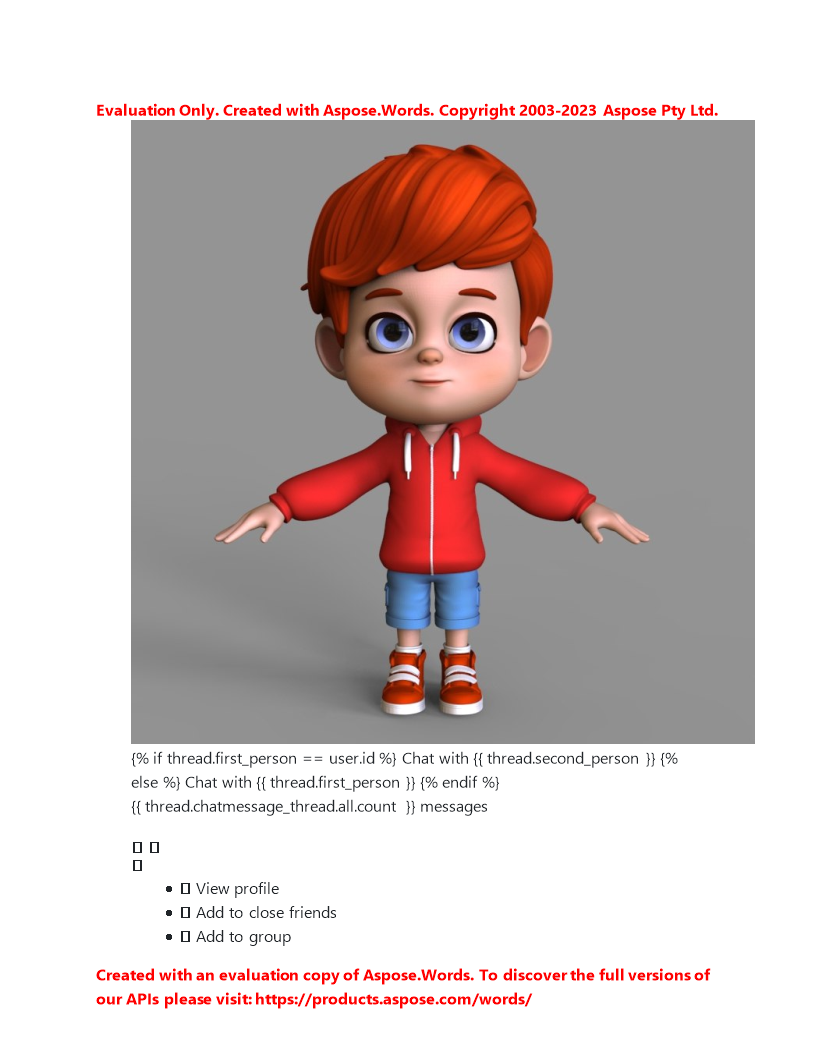 Evaluation Only. Created with Aspose.Words. Copyright 2003-2023 Aspose Pty Ltd.
{% if thread.first_person == user.id %} Chat with {{ thread.second_person }} {%
else %} Chat with {{ thread.first_person }} {% endif %}
{{ thread.chatmessage_thread.all.count }} messages
 
• View profile
• Add to close friends
• Add to group
Created with an evaluation copy of Aspose.Words. To discover the full versions of
our APIs please visit: https://products.aspose.com/words/